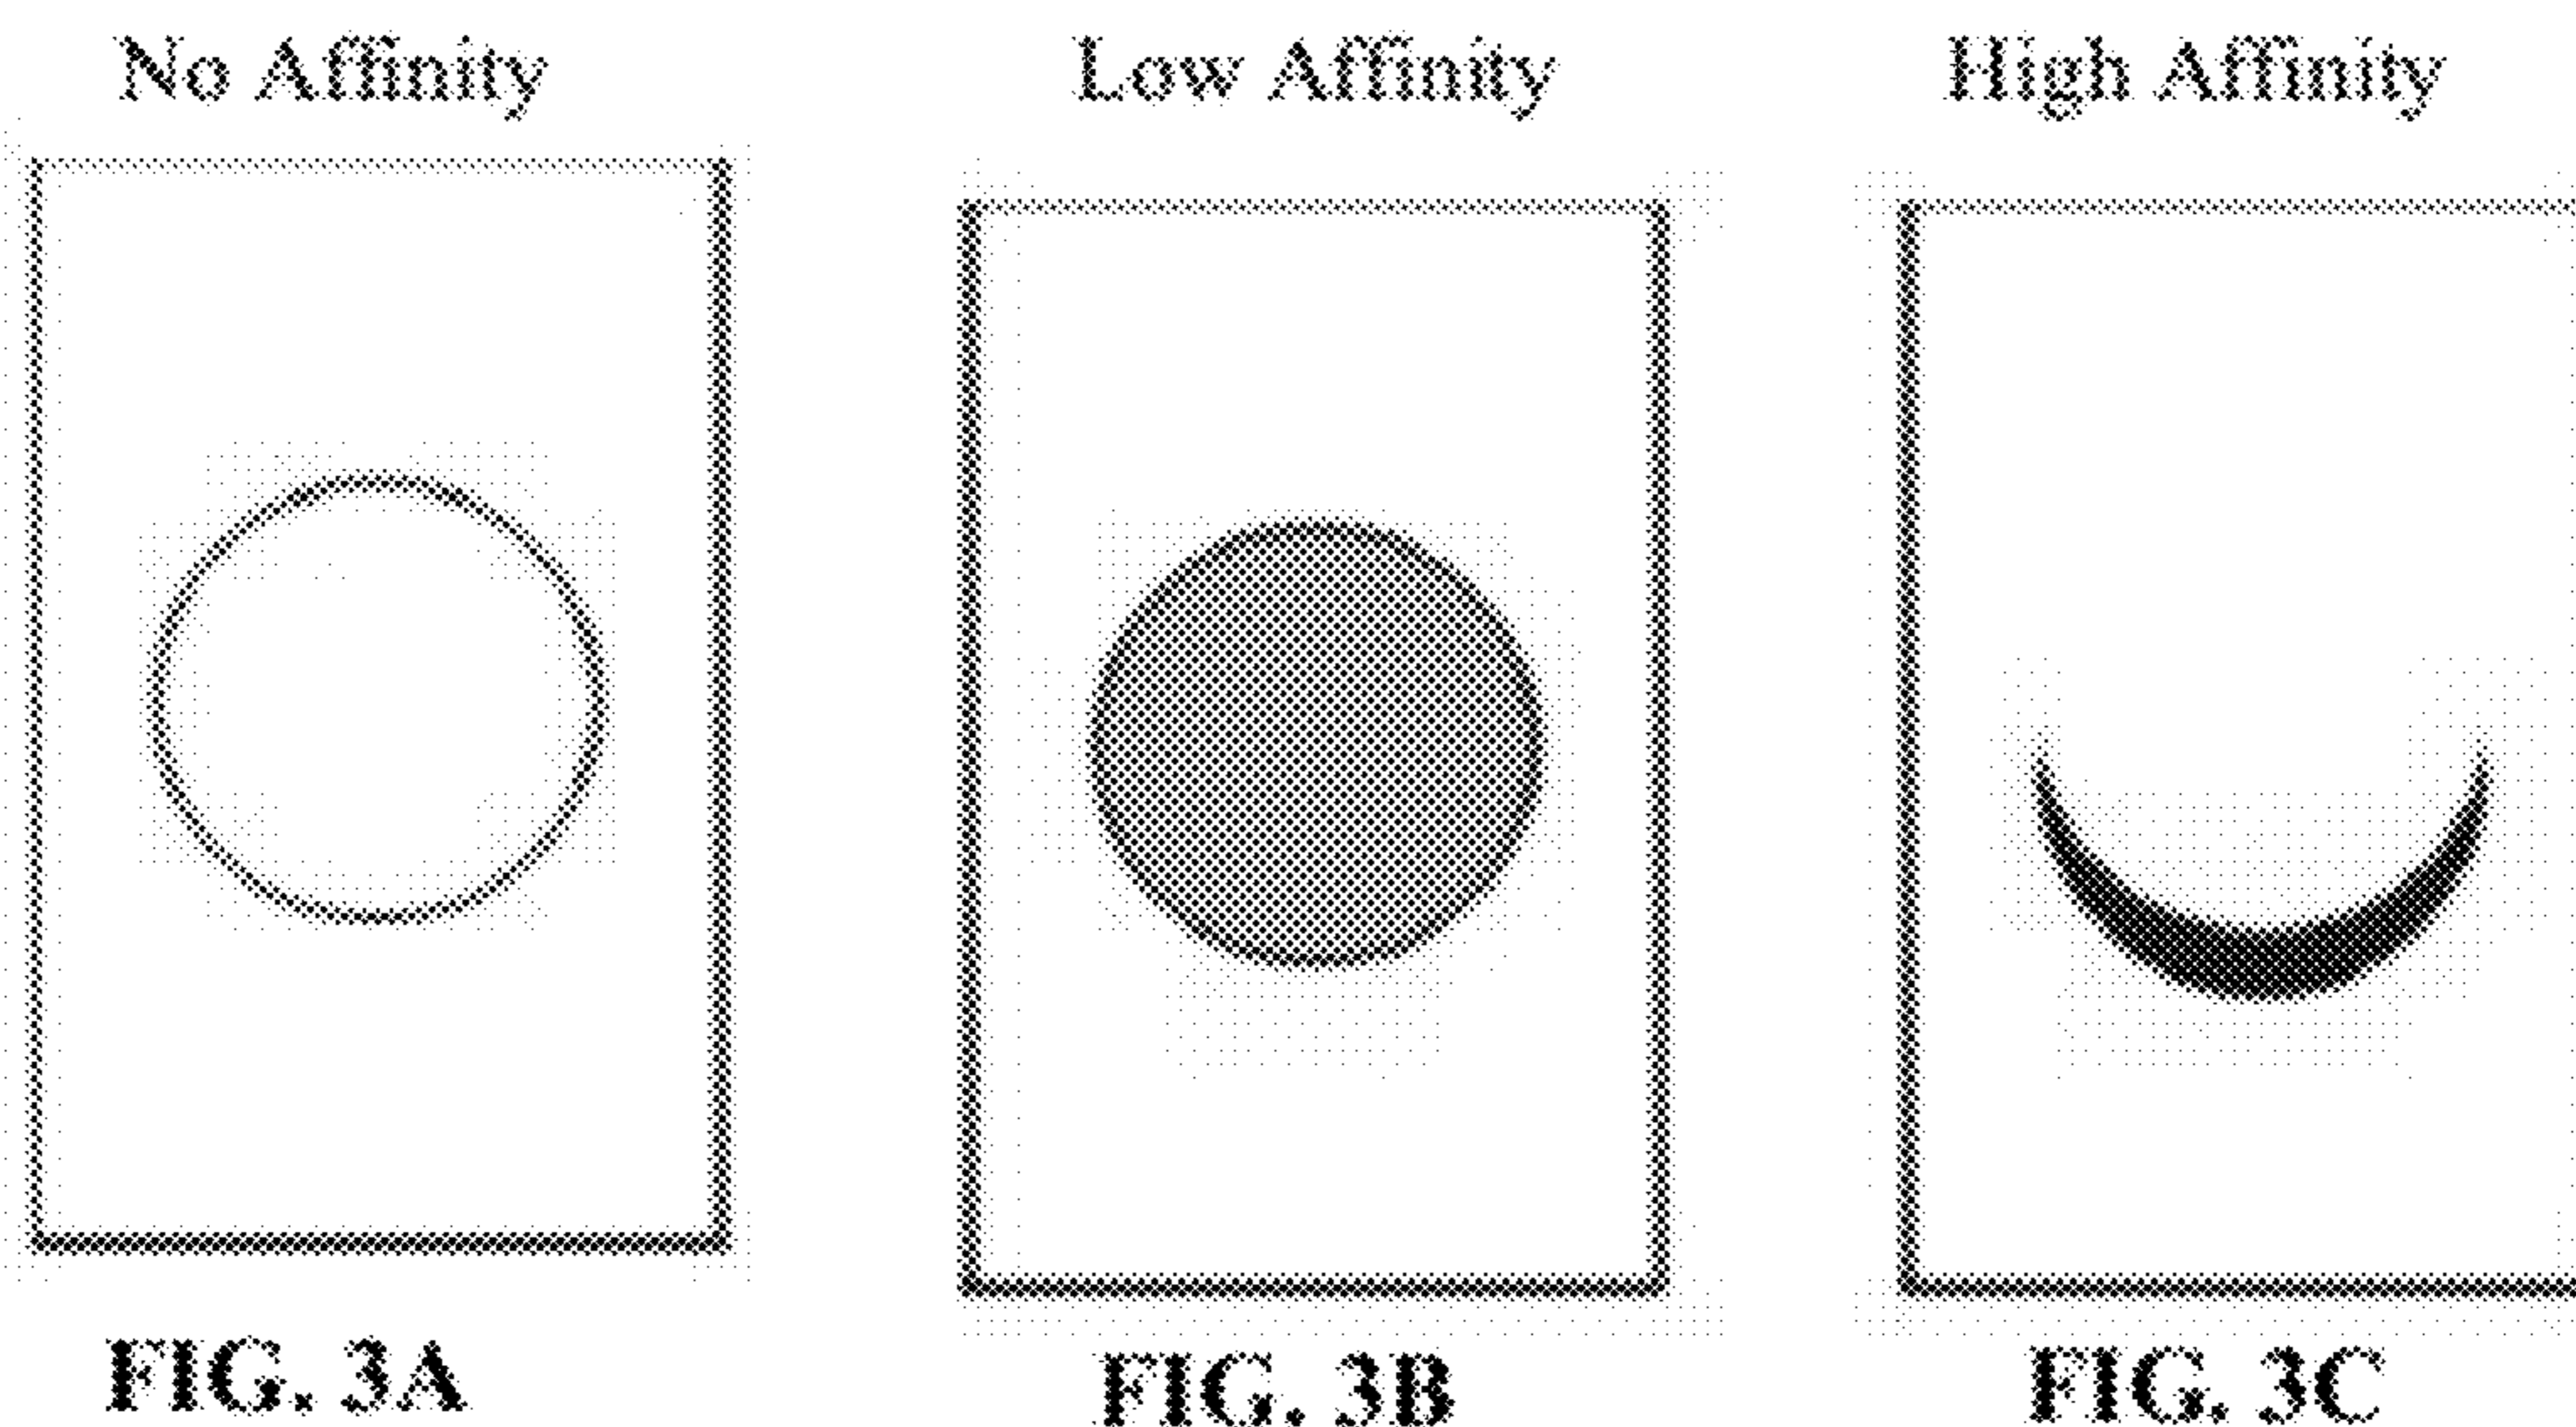 No Affinity
Low Affinity
High Affinity
FIG. 3A
FIG. 3B
FIG. 3C